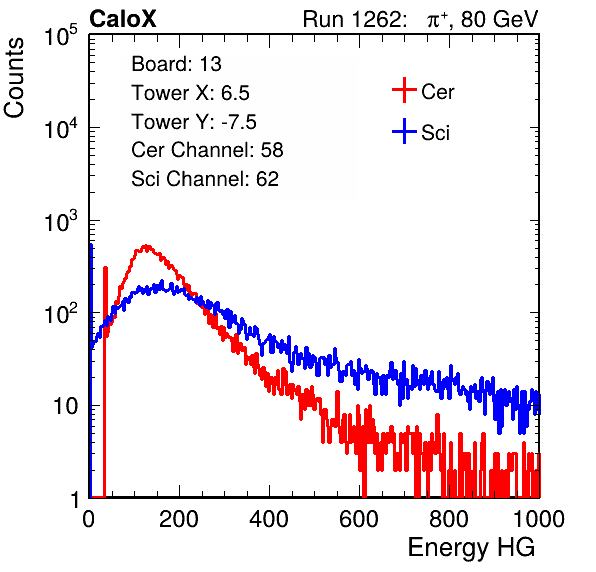 CaloX Run 1262: π⁺, 80 GeV
Counts
Board: 13
Tower X: 6.5
Tower Y: -7.5
Cer Channel: 58
Sci Channel: 62
Cer
Sci
10⁵
10⁴
10³
10²
10
1
0 200 400 600 800 1000
Energy HG